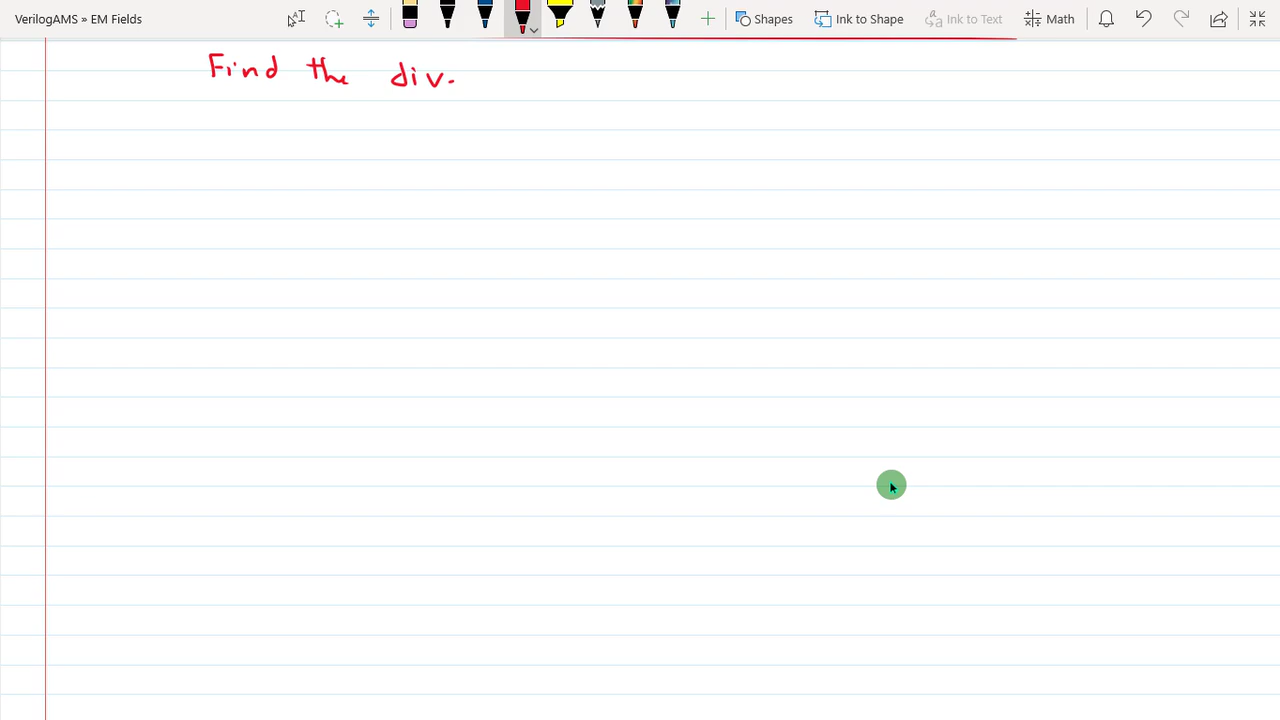 VerilogAMS » EM Fields
Shapes
Ink to Shape
Ink to Text
Math
Find the div.